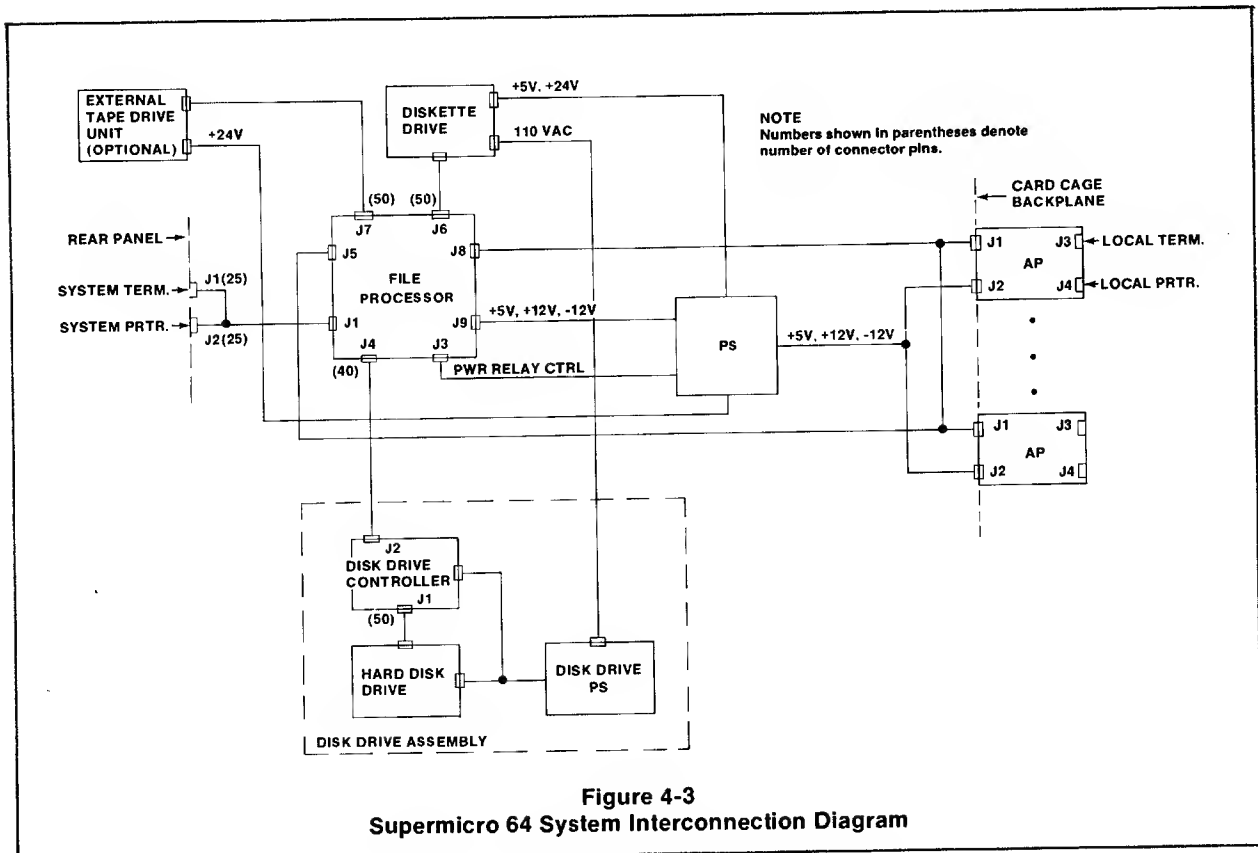 EXTERNAL
TAPE DRIVE
UNIT
(OPTIONAL)
+24V
DISKETTE
DRIVE
+5V, +24V
110 VAC
NOTE
Numbers shown in parentheses denote
number of connector pins.
CARD CAGE
BACKPLANE
REAR PANEL
SYSTEM TERM.
J1(25)
SYSTEM PRTR.
J2(25)
(50)
(50)
J7
J6
J5
J8
FILE
PROCESSOR
J1
J9
J4
J3
(40)
+5V, +12V, -12V
PWR RELAY CTRL
PS
+5V, +12V, -12V
J1
J3
LOCAL TERM.
AP
J2
J4
LOCAL PRTR.
J1
J3
AP
J2
J4
J2
DISK DRIVE
CONTROLLER
J1
(50)
HARD DISK
DRIVE
DISK DRIVE
PS
DISK DRIVE ASSEMBLY
Figure 4-3
Supermicro 64 System Interconnection Diagram